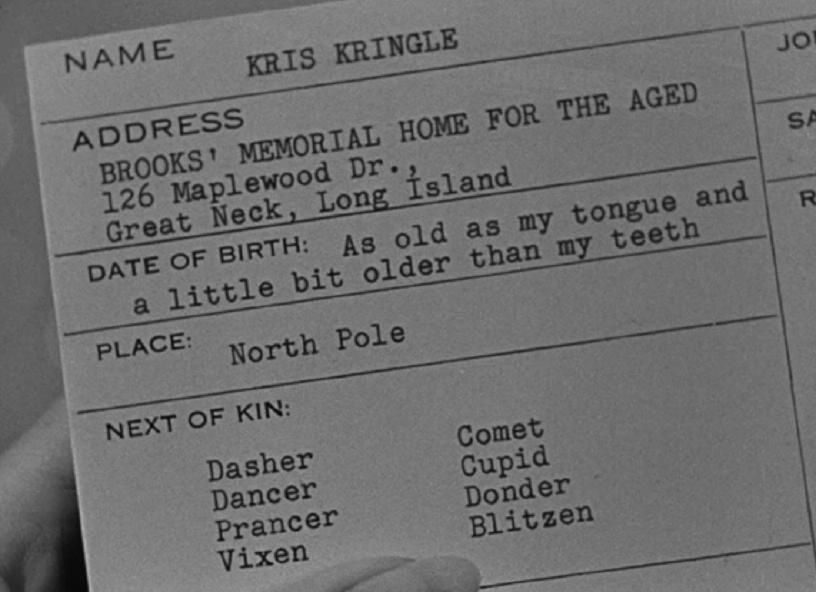 NAME KRIS KRINGLE
ADDRESS
BROOKS' MEMORIAL HOME FOR THE AGED
126 Maplewood Dr.,
Great Neck, Long Island
DATE OF BIRTH: As old as my tongue and
a little bit older than my teeth
PLACE: North Pole
NEXT OF KIN:
Dasher Comet
Dancer Cupid
Prancer Donder
Vixen Blitzen